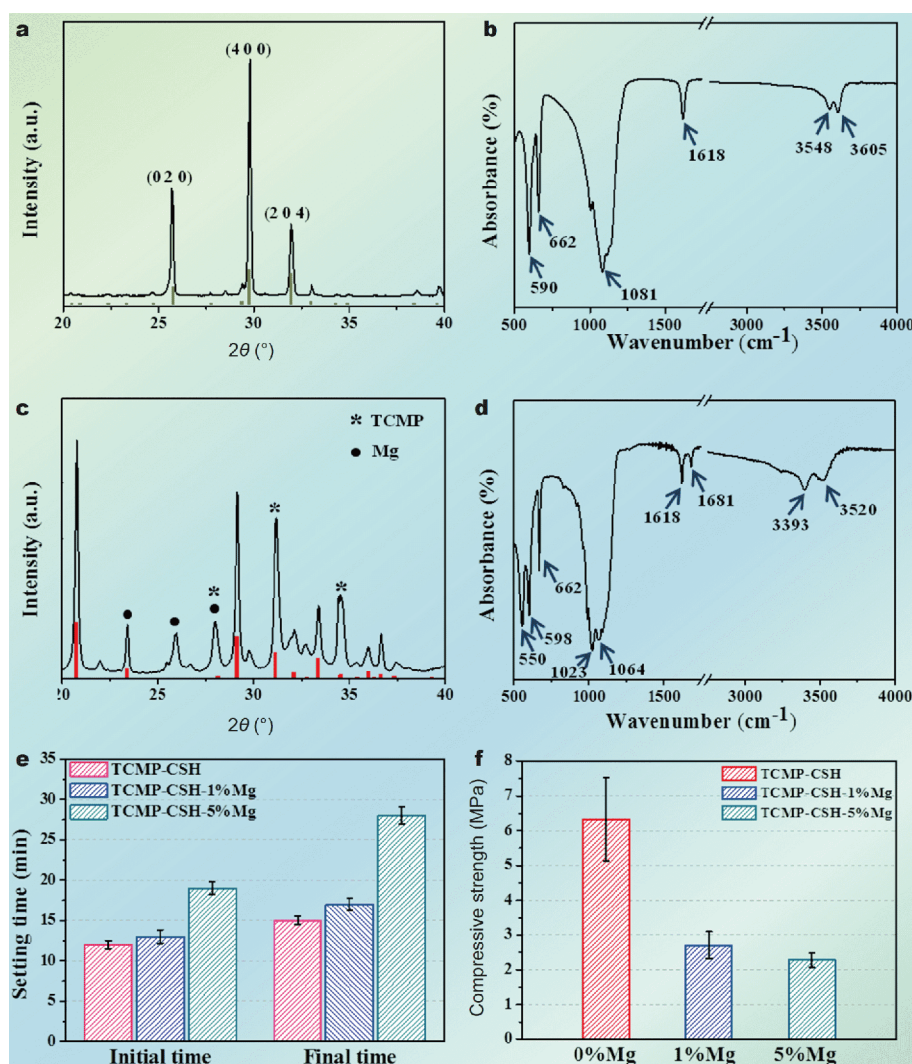 a
(4 0 0)
(0 2 0)
(2 0 4)
Intensity (a.u.)
20 25 30 35 40
2θ (°)
b
Absorbance (%)
1618
3548 3605
662
590
1081
500 1000 1500 3000 3500 4000
Wavenumber (cm-1)
c
* TCMP
● Mg
Intensity (a.u.)
20 25 30 35 40
2θ (°)
d
Absorbance (%)
1618 1681
3393 3520
662
598
550
1023 1064
500 1000 1500 3000 3500 4000
Wavenumber (cm-1)
e
TCMP-CSH
TCMP-CSH-1%Mg
TCMP-CSH-5%Mg
Setting time (min)
35
30
25
20
15
10
5
0
Initial time Final time
f
TCMP-CSH
TCMP-CSH-1%Mg
TCMP-CSH-5%Mg
Compressive strength (MPa)
8
7
6
5
4
3
2
1
0
0%Mg 1%Mg 5%Mg